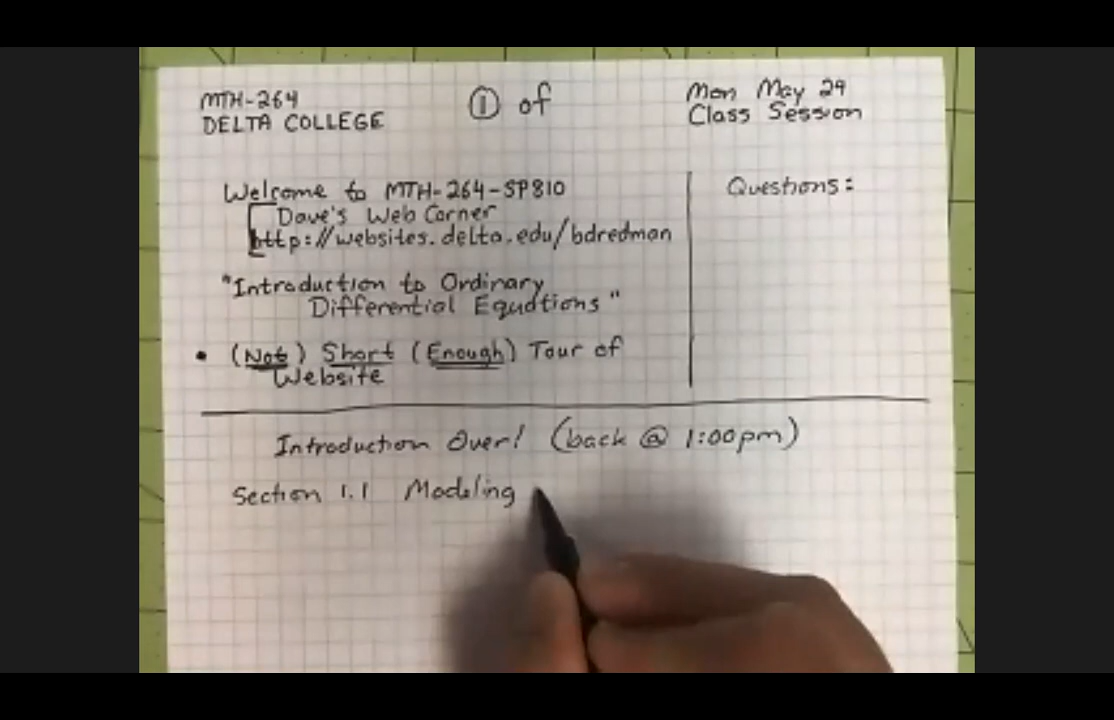 MTH-264
DELTA COLLEGE
① of
Mon May 29
Class Session
Welcome to MTH-264-SP810
Dave's Web Corner
http://websites.delta.edu/bdredman
"Introduction to Ordinary
Differential Equations"
• (Not) Short (Enough) Tour of
Website
Questions:
Introduction Over! (back @ 1:00pm)
Section 1.1 Modeling